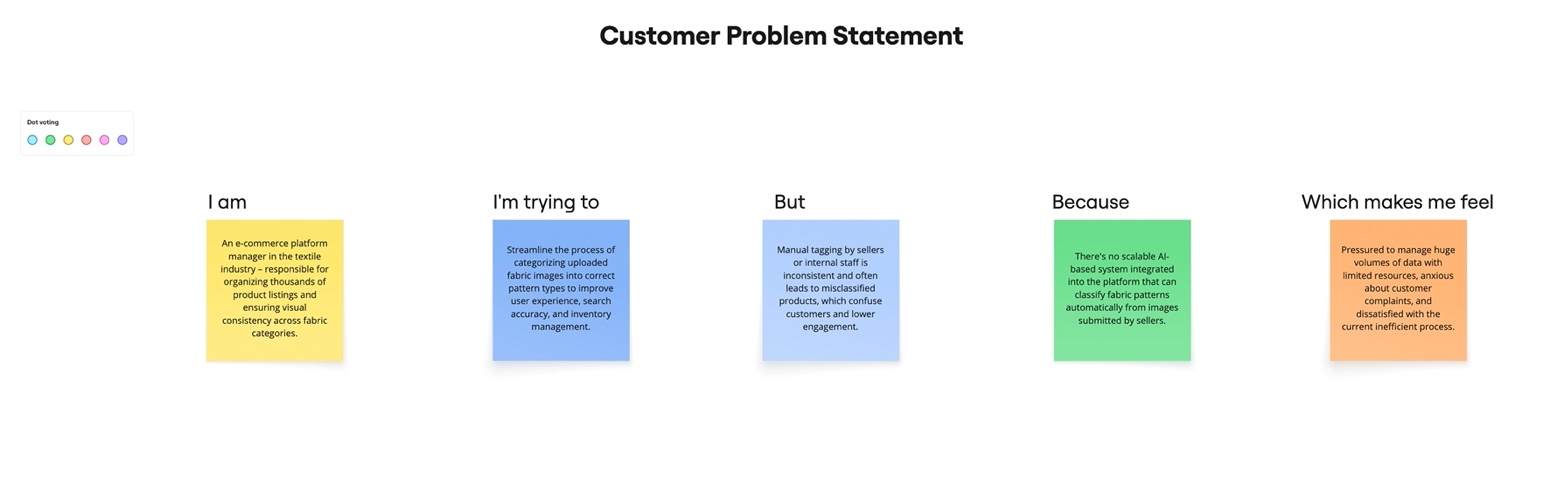 Customer Problem Statement
Dot voting
I am
An e-commerce platform
manager in the textile
industry – responsible for
organizing thousands of
product listings and
ensuring visual
consistency across fabric
categories.
I'm trying to
Streamline the process of
categorizing uploaded
fabric images into correct
pattern types to improve
user experience, search
accuracy, and inventory
management.
But
Manual tagging by sellers
or internal staff is
inconsistent and often
leads to misclassified
products, which confuse
customers and lower
engagement.
Because
There's no scalable AI-
based system integrated
into the platform that can
classify fabric patterns
automatically from images
submitted by sellers.
Which makes me feel
Pressured to manage huge
volumes of data with
limited resources, anxious
about customer
complaints, and
dissatisfied with the
current inefficient process.